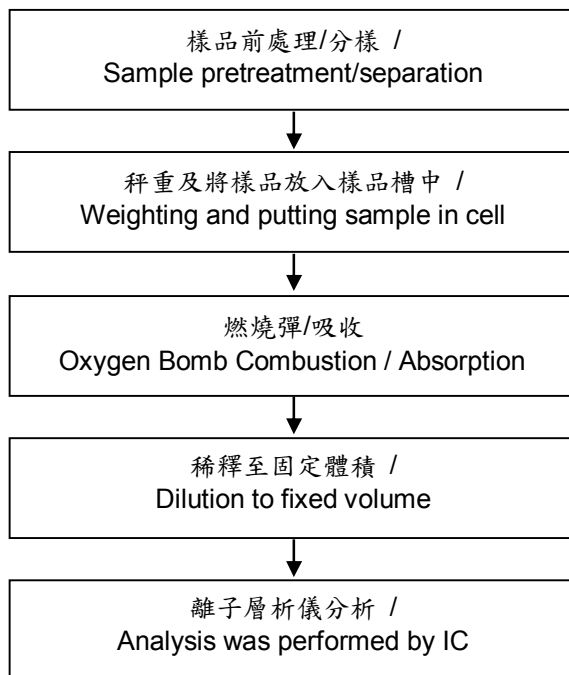 樣品前處理/分樣 /
Sample pretreatment/separation
秤重及將樣品放入樣品槽中 /
Weighting and putting sample in cell
燃燒彈/吸收
Oxygen Bomb Combustion / Absorption
稀釋至固定體積 /
Dilution to fixed volume
離子層析儀分析 /
Analysis was performed by IC